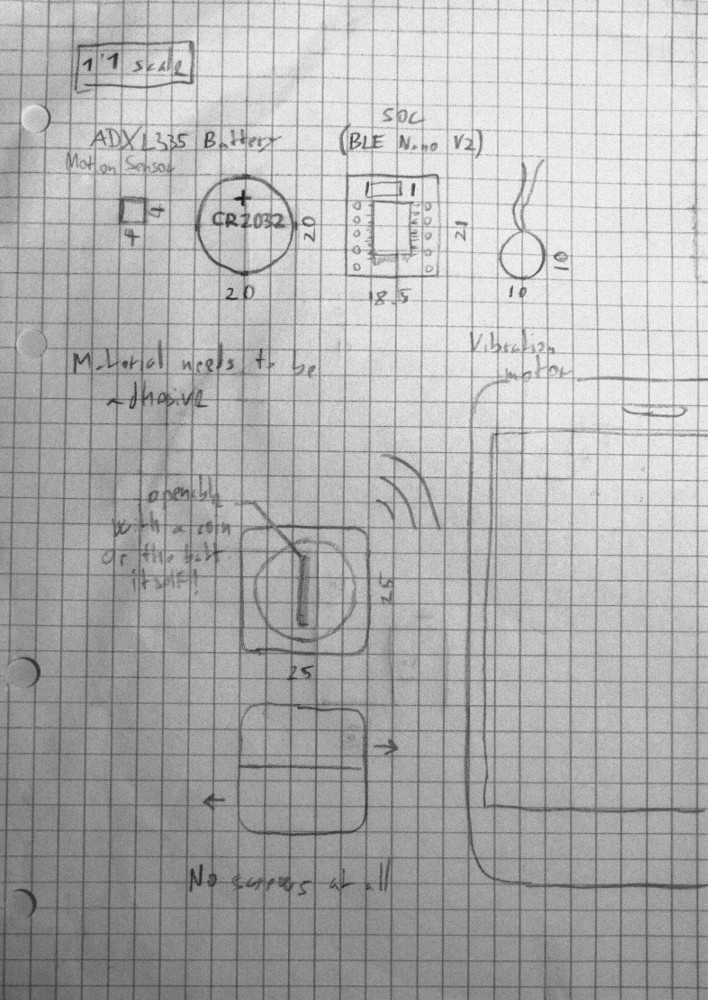 1:1 scale
SOC
ADXL335 Battery
(BLE Nano V2)
Motion Sensor
+
CR2032
4
4
20
20
21
18.5
10
10
Vibration
motor
Material needs to be
adhesive
openable
with a coin
or the batt
itself!
25
25
No screws at all